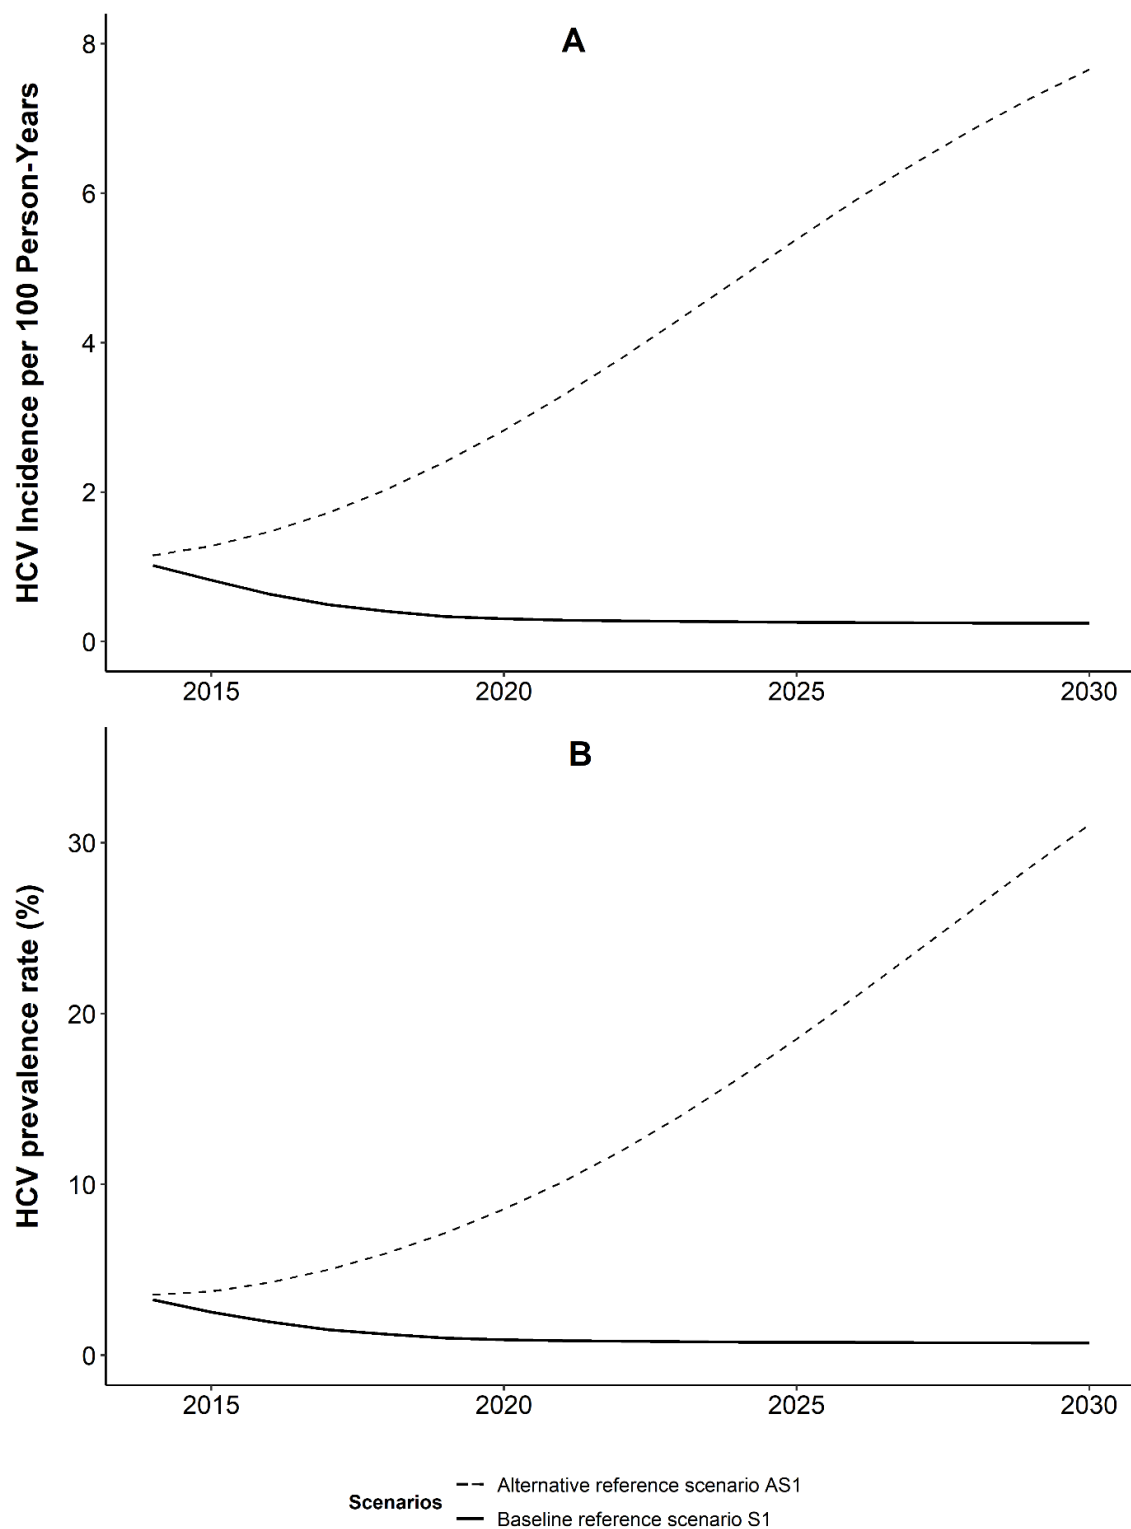 A
HCV Incidence per 100 Person-Years
8
6
4
2
0
2015 2020 2025 2030
B
HCV prevalence rate (%)
30
20
10
0
2015 2020 2025 2030
Scenarios
Alternative reference scenario AS1
Baseline reference scenario S1